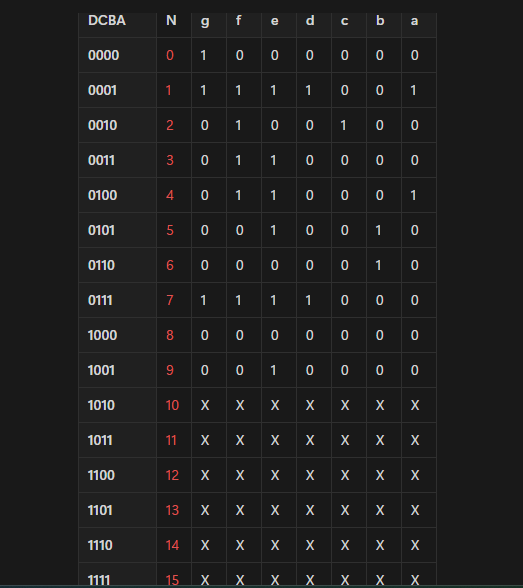 DCBA N g f e d c b a
0000 0 1 0 0 0 0 0 0
0001 1 1 1 1 1 0 0 1
0010 2 0 1 0 0 1 0 0
0011 3 0 1 1 0 0 0 0
0100 4 0 1 1 0 0 0 1
0101 5 0 0 1 0 0 1 0
0110 6 0 0 0 0 0 1 0
0111 7 1 1 1 1 0 0 0
1000 8 0 0 0 0 0 0 0
1001 9 0 0 1 0 0 0 0
1010 10 X X X X X X X
1011 11 X X X X X X X
1100 12 X X X X X X X
1101 13 X X X X X X X
1110 14 X X X X X X X
1111 15 X X X X X X X